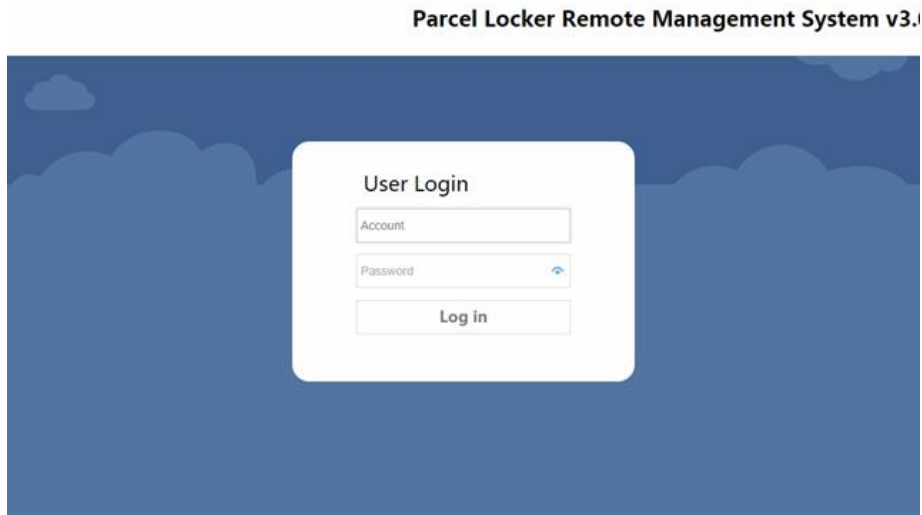 Parcel Locker Remote Management System
User Login
Account
Password
Log in